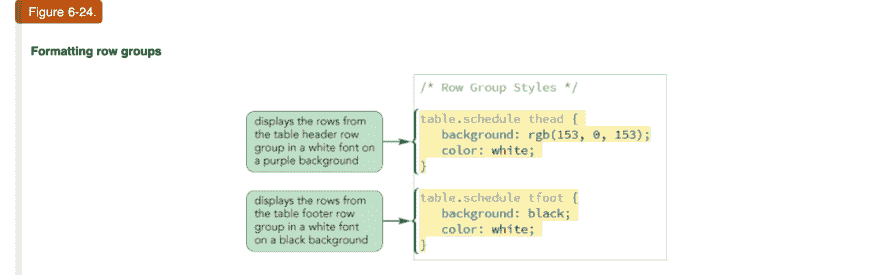 Figure 6-24.
Formatting row groups
/* Row Group Styles */
displays the rows from
the table header row
group in a white font on
a purple background
table.schedule thead {
background: rgb(153, 0, 153);
color: white;
}
displays the rows from
the table footer row
group in a white font
on a black background
table.schedule tfoot {
background: black;
color: white;
}